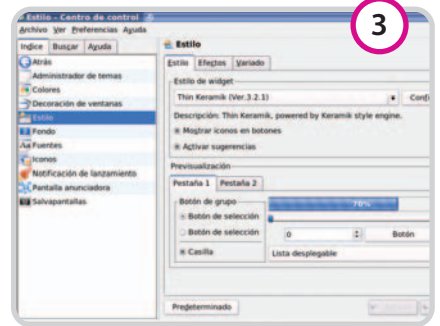 Estilo - Centro de control
3
Archivo Ver Preferencias Ayuda
Índice Buscar Ayuda
Atrás
Administrador de temas
Colores
Decoración de ventanas
Estilo
Fondo
Fuentes
Iconos
Notificación de lanzamiento
Pantalla anunciadora
Salvapantallas
Estilo
Estilo Efectos Variado
Estilo de widget
Thin Keramik (Ver.3.2.1)
Descripción: Thin Keramik, powered by Keramik style engine.
Mostrar iconos en botones
Activar sugerencias
Previsualización
Pestaña 1 Pestaña 2
Botón de grupo
70%
Botón de selección
Botón de selección
0 Botón
Casilla
Lista desplegable
Predeterminado